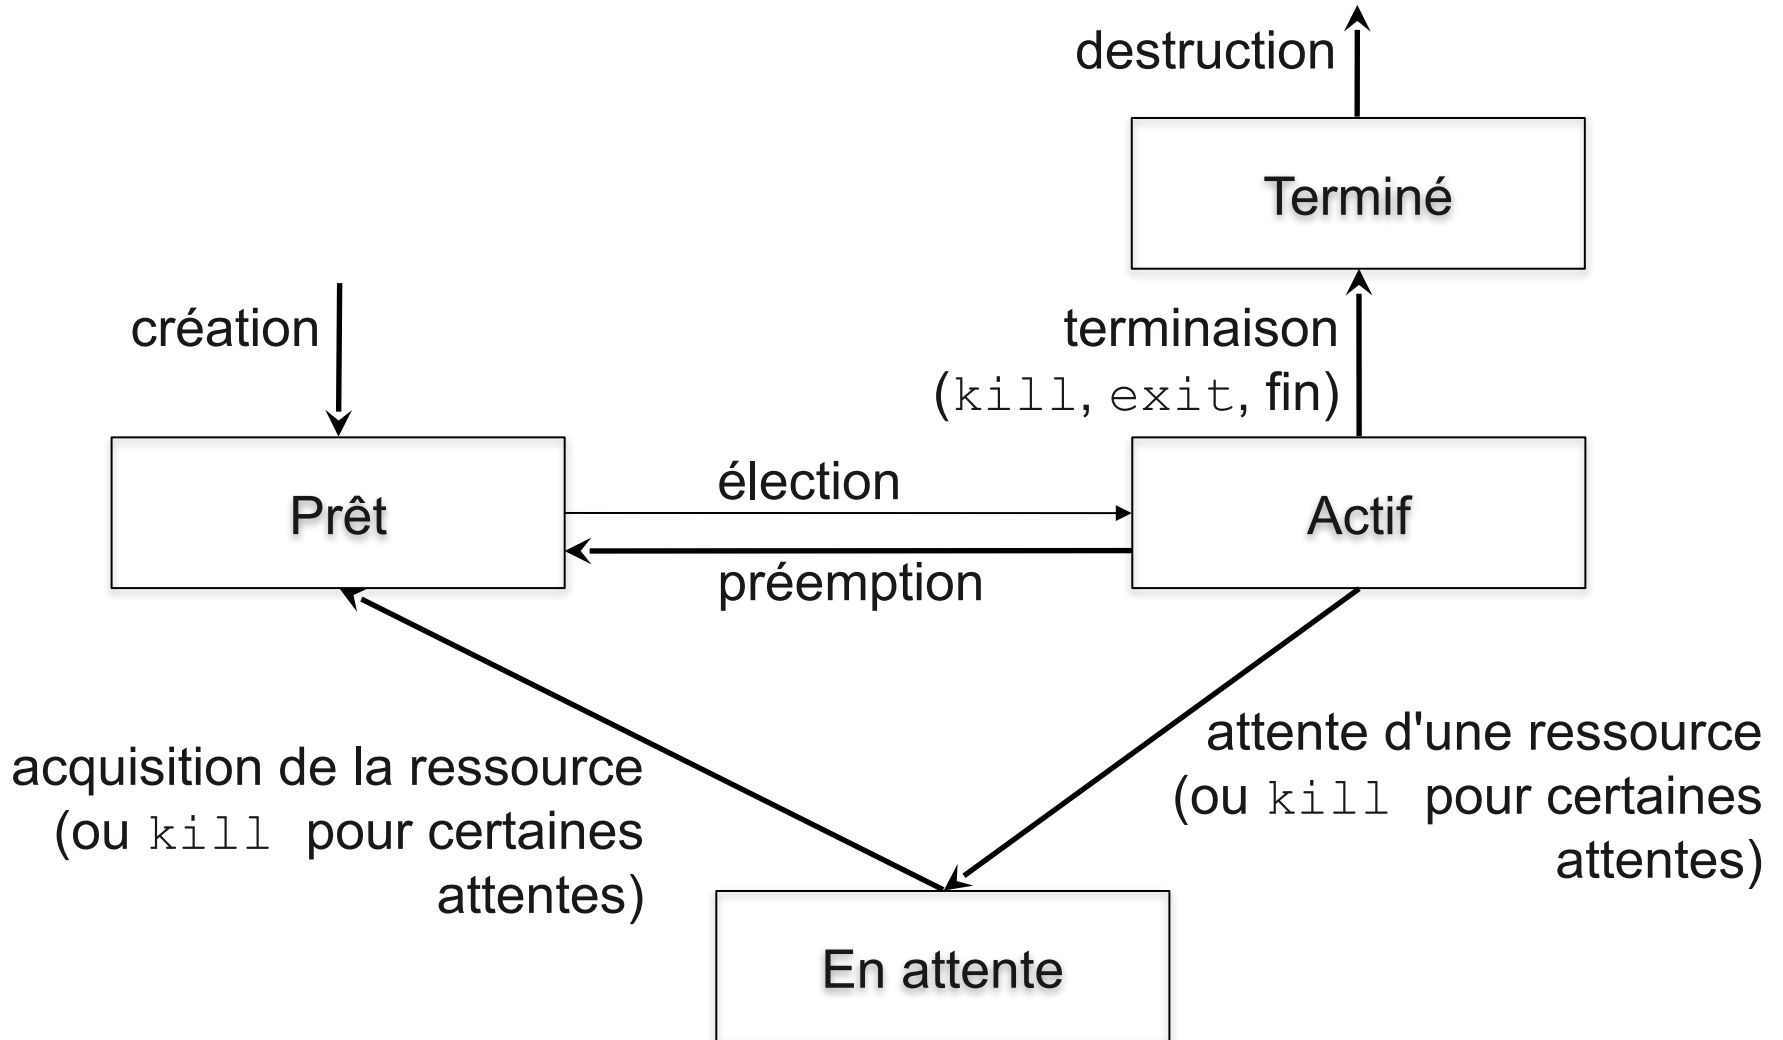 destruction
Terminé
création
terminaison
(kill, exit, fin)
Prêt
élection
Actif
préemption
attente d'une ressource
(ou kill pour certaines
attentes)
acquisition de la ressource
(ou kill pour certaines
attentes)
En attente